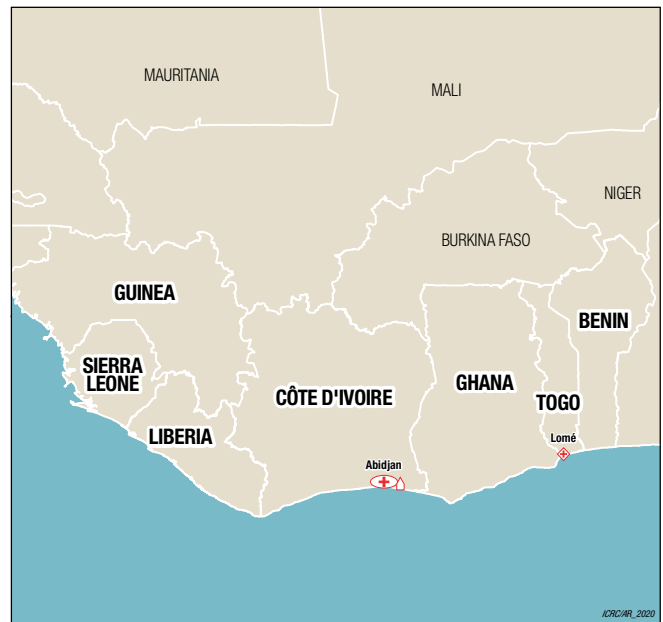 MAURITANIA
MALI
NIGER
BURKINA FASO
GUINEA
BENIN
SIERRA
LEONE
GHANA
CÔTE D'IVOIRE
TOGO
LIBERIA
Lomé
Abidjan
ICRC/AR_2020